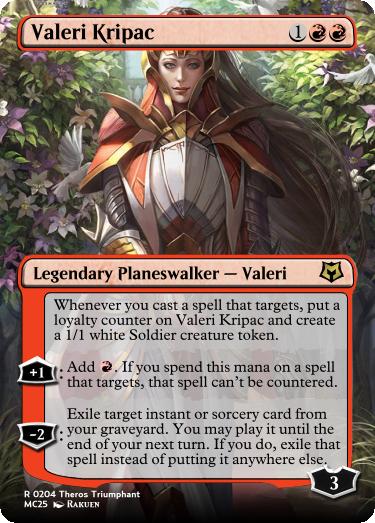 Valeri Kripac 1
Legendary Planeswalker — Valeri
Whenever you cast a spell that targets, put a
loyalty counter on Valeri Kripac and create
a 1/1 white Soldier creature token.
+1 : Add . If you spend this mana on a spell
that targets, that spell can't be countered.
Exile target instant or sorcery card from
-2 : your graveyard. You may play it until the
end of your next turn. If you do, exile that
spell instead of putting it anywhere else.
3
R 0204 Theros Triumphant
MC25 Rakuen